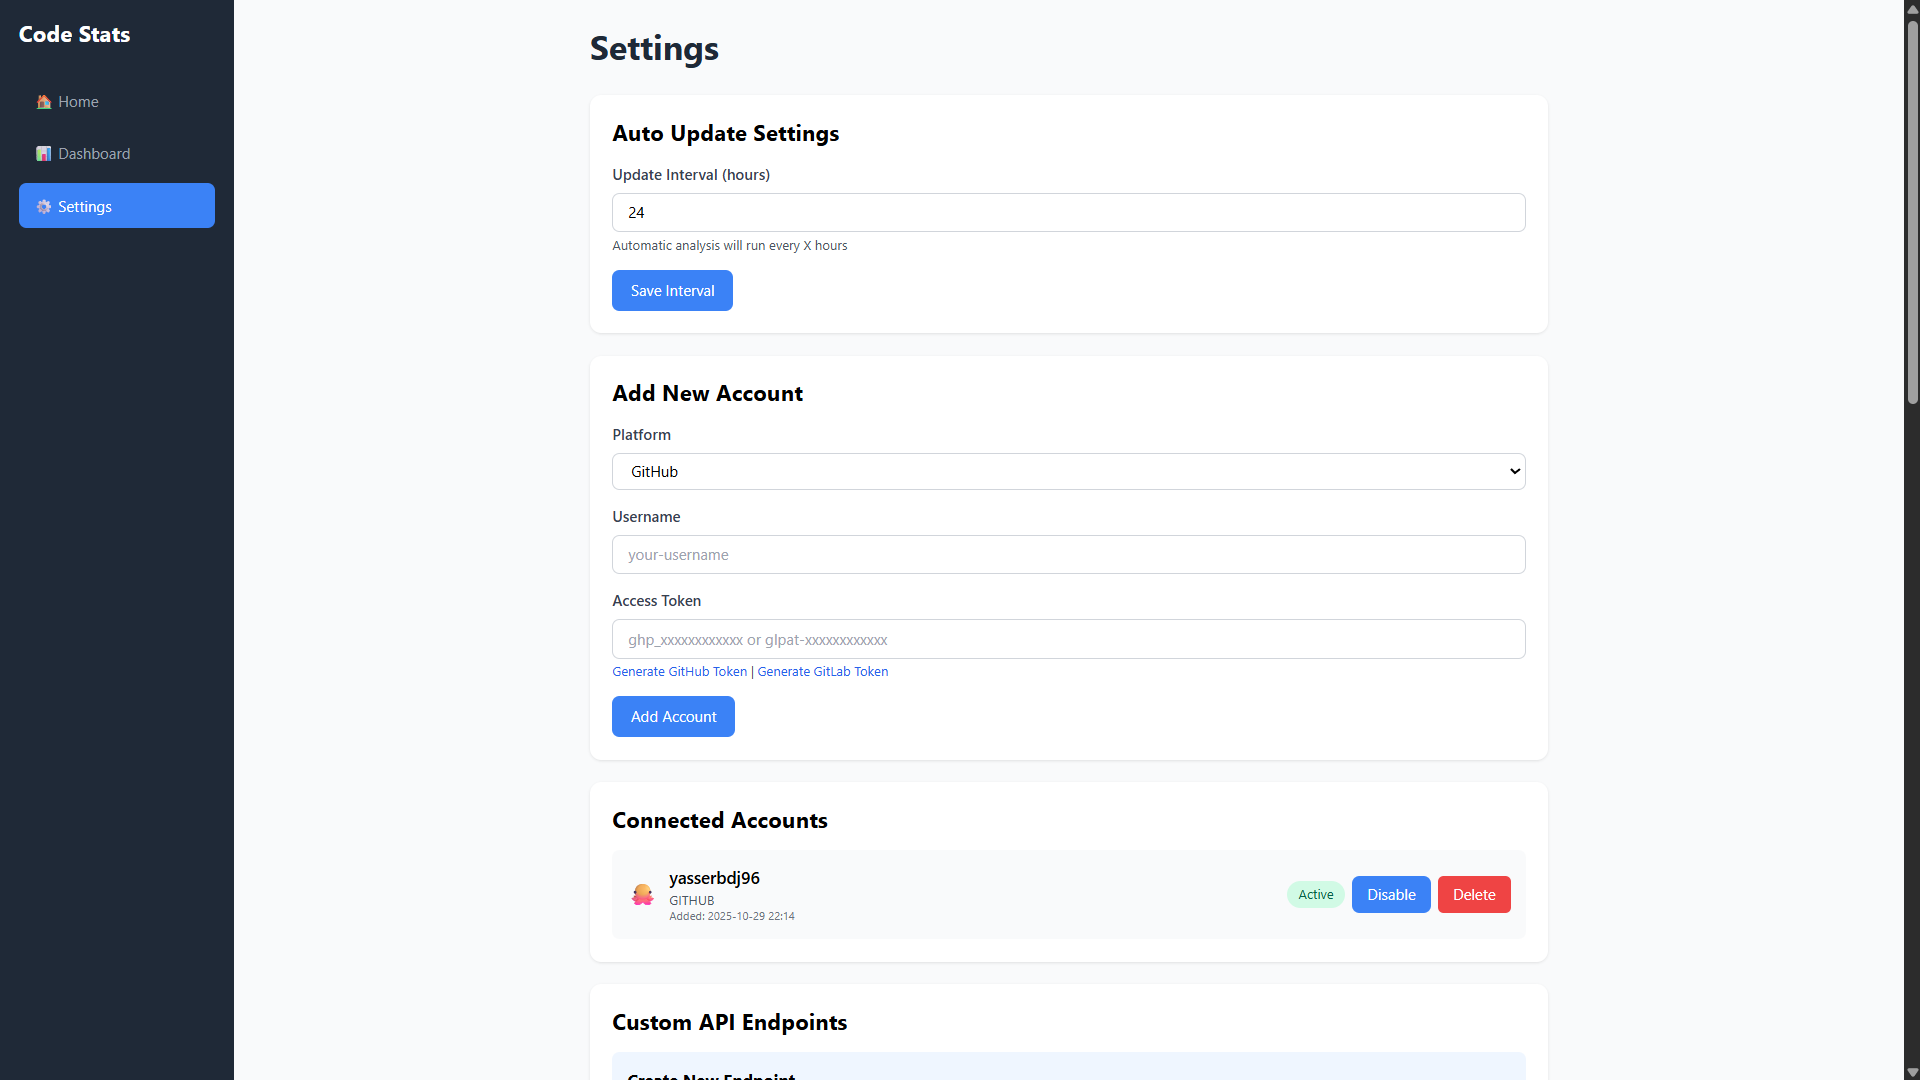 Code Stats
Home
Dashboard
Settings
Settings
Auto Update Settings
Update Interval (hours)
24
Automatic analysis will run every X hours
Save Interval
Add New Account
Platform
GitHub
Username
your-username
Access Token
ghp_xxxxxxxxxxxx or glpat-xxxxxxxxxxxx
Generate GitHub Token | Generate GitLab Token
Add Account
Connected Accounts
yasserbdj96
GITHUB
Added: 2025-10-29 22:14
Active
Disable
Delete
Custom API Endpoints
Create New Endpoint